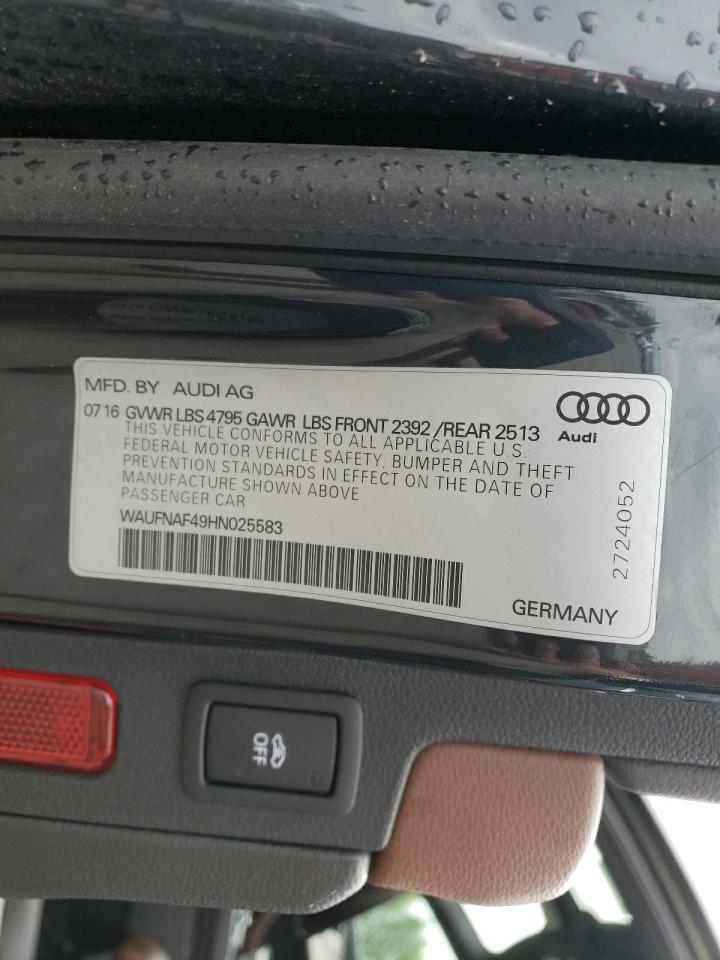 MFD. BY AUDI AG
07 16 GVWR LBS 4795 GAWR LBS FRONT 2392 /REAR 2513
THIS VEHICLE CONFORMS TO ALL APPLICABLE U.S.
FEDERAL MOTOR VEHICLE SAFETY, BUMPER AND THEFT
PREVENTION STANDARDS IN EFFECT ON THE DATE OF
MANUFACTURE SHOWN ABOVE
PASSENGER CAR
WAUFNAF49HN025583
Audi
2724052
GERMANY
OFF